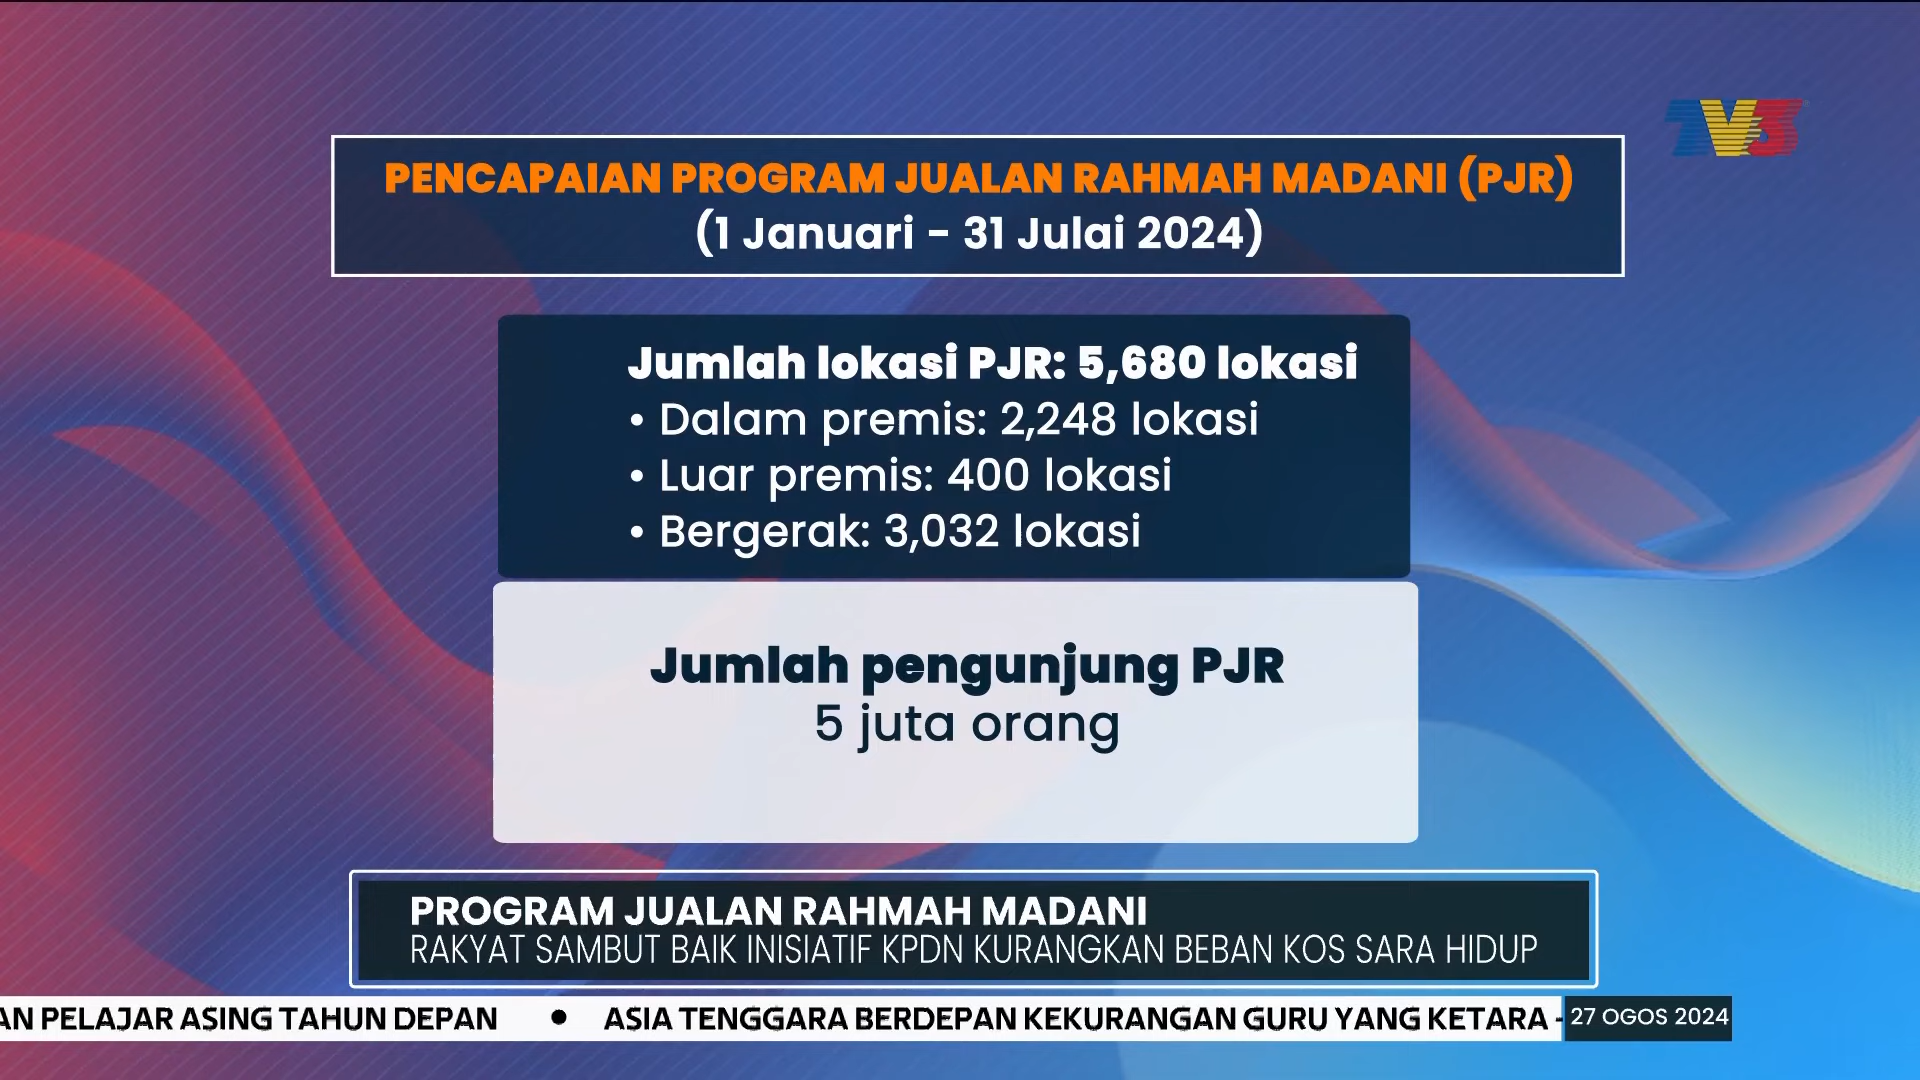 TV3
PENCAPAIAN PROGRAM JUALAN RAHMAH MADANI (PJR)
(1 Januari - 31 Julai 2024)
Jumlah lokasi PJR: 5,680 lokasi
• Dalam premis: 2,248 lokasi
• Luar premis: 400 lokasi
• Bergerak: 3,032 lokasi
Jumlah pengunjung PJR
5 juta orang
PROGRAM JUALAN RAHMAH MADANI
RAKYAT SAMBUT BAIK INISIATIF KPDN KURANGKAN BEBAN KOS SARA HIDUP
AN PELAJAR ASING TAHUN DEPAN • ASIA TENGGARA BERDEPAN KEKURANGAN GURU YANG KETARA - 27 OGOS 2024